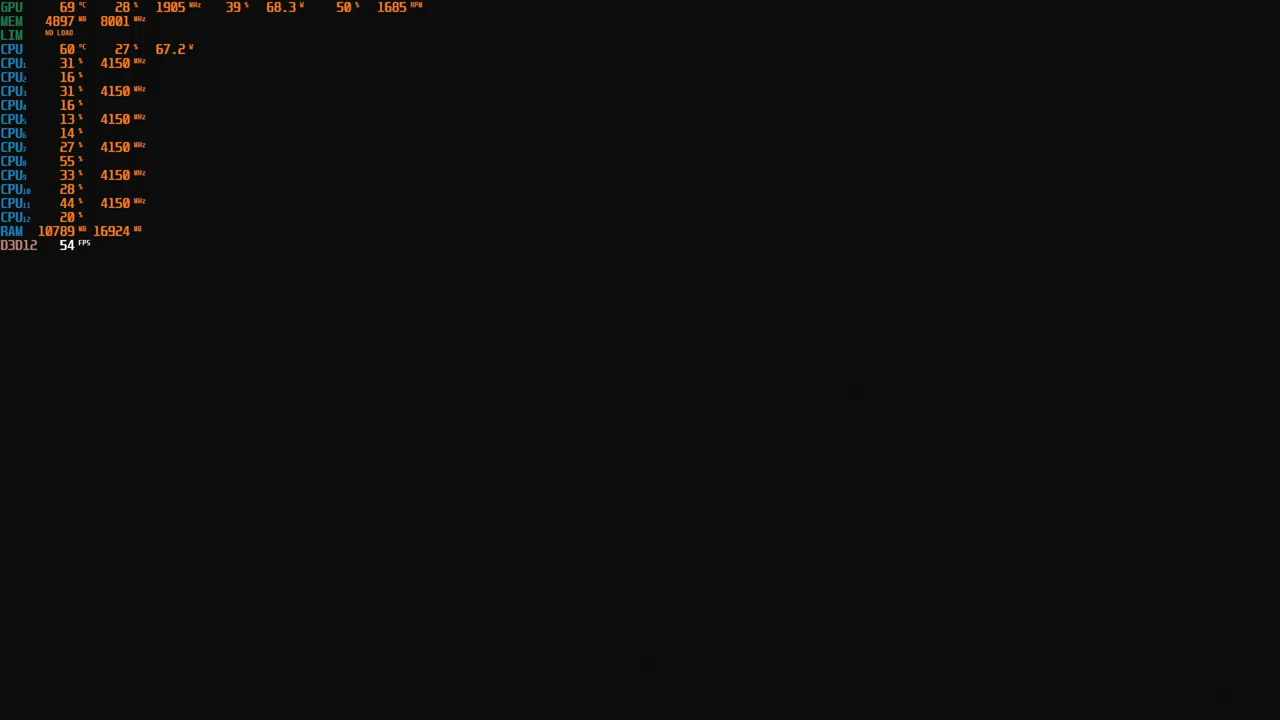 GPU 69 °C 28 % 1905 MHz 39 % 68.3 W 50 % 1685 RPM
MEM 4897 MB 8001 MHz
LIM NO LOAD
CPU 60 °C 27 % 67.2 W
CPU1 31 % 4150 MHz
CPU2 16 %
CPU3 31 % 4150 MHz
CPU4 16 %
CPU5 13 % 4150 MHz
CPU6 14 %
CPU7 27 % 4150 MHz
CPU8 55 %
CPU9 33 % 4150 MHz
CPU10 28 %
CPU11 44 % 4150 MHz
CPU12 20 %
RAM 10789 MB 16924 MB
D3D12 54 FPS